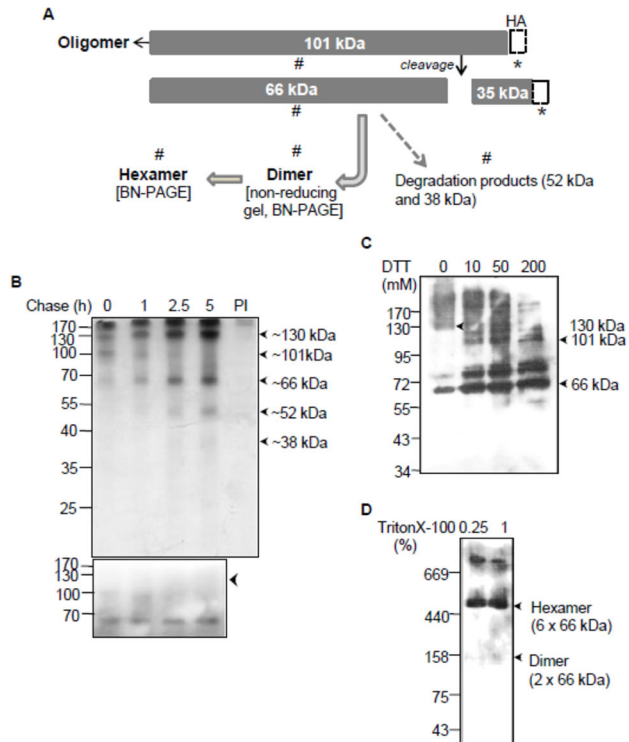 A
HA
Oligomer
101 kDa
#
cleavage
*
66 kDa
35 kDa
#
*
#
#
#
Hexamer
[BN-PAGE]
Dimer
[non-reducing
gel, BN-PAGE]
Degradation products (52 kDa
and 38 kDa)
B
Chase (h) 0 1 2.5 5 PI
170
130
100
70
55
40
35
25
~130 kDa
~101kDa
~66 kDa
~52 kDa
~38 kDa
170
130
100
70
C
DTT 0 10 50 200
(mM)
170
130
95
72
55
43
34
130 kDa
101 kDa
66 kDa
D
TritonX-100 0.25 1
(%)
669
440
158
75
43
Hexamer
(6 x 66 kDa)
Dimer
(2 x 66 kDa)